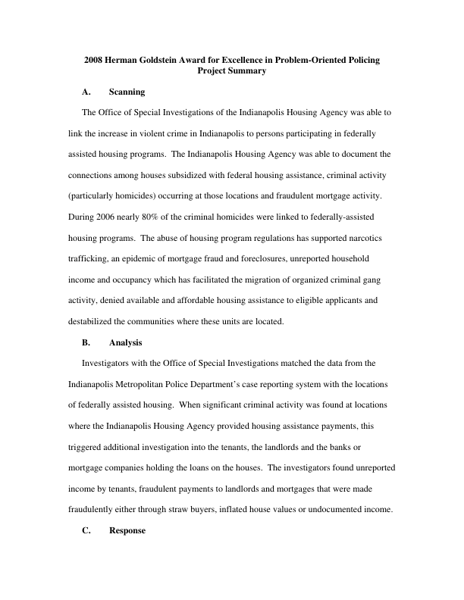 2008 Herman Goldstein Award for Excellence in Problem-Oriented Policing
Project Summary
A. Scanning
The Office of Special Investigations of the Indianapolis Housing Agency was able to
link the increase in violent crime in Indianapolis to persons participating in federally
assisted housing programs. The Indianapolis Housing Agency was able to document the
connections among houses subsidized with federal housing assistance, criminal activity
(particularly homicides) occurring at those locations and fraudulent mortgage activity.
During 2006 nearly 80% of the criminal homicides were linked to federally-assisted
housing programs. The abuse of housing program regulations has supported narcotics
trafficking, an epidemic of mortgage fraud and foreclosures, unreported household
income and occupancy which has facilitated the migration of organized criminal gang
activity, denied available and affordable housing assistance to eligible applicants and
destabilized the communities where these units are located.
B. Analysis
Investigators with the Office of Special Investigations matched the data from the
Indianapolis Metropolitan Police Department's case reporting system with the locations
of federally assisted housing. When significant criminal activity was found at locations
where the Indianapolis Housing Agency provided housing assistance payments, this
triggered additional investigation into the tenants, the landlords and the banks or
mortgage companies holding the loans on the houses. The investigators found unreported
income by tenants, fraudulent payments to landlords and mortgages that were made
fraudulently either through straw buyers, inflated house values or undocumented income.
C. Response